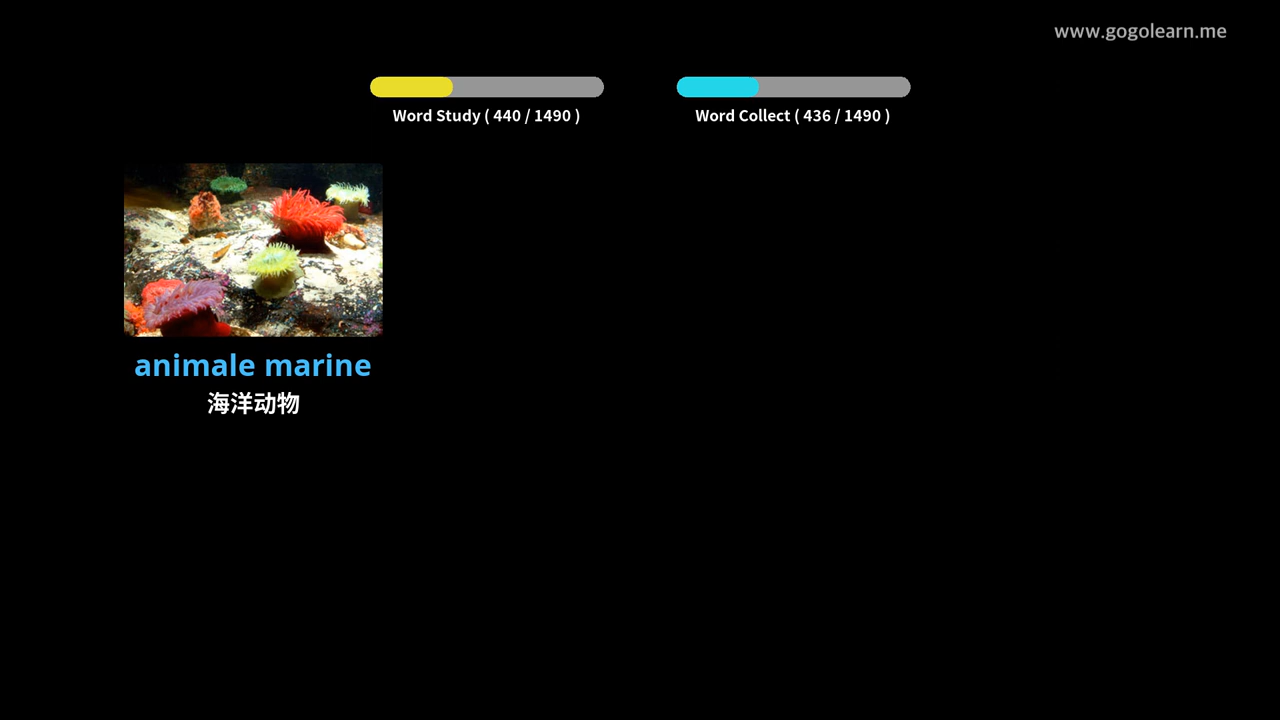 www.gogolearn.me
Word Study ( 440 / 1490 )
Word Collect ( 436 / 1490 )
animale marine
海洋动物